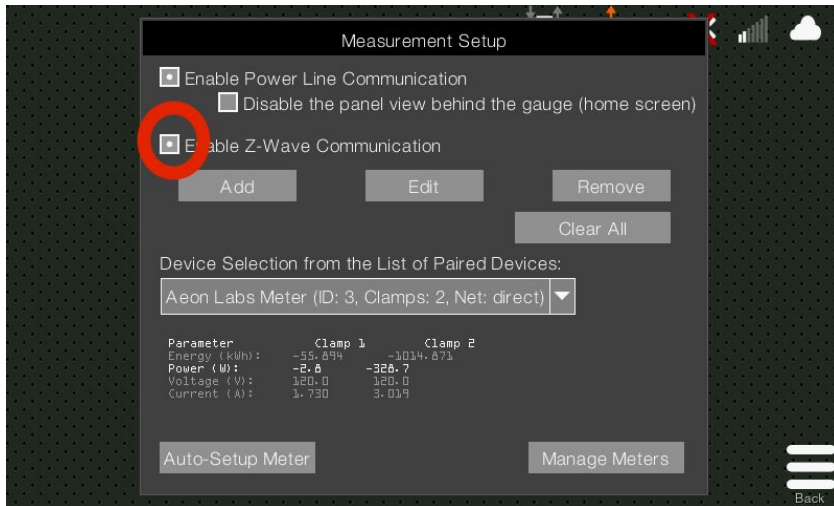 Measurement Setup
Enable Power Line Communication
Disable the panel view behind the gauge (home screen)
Enable Z-Wave Communication
Add Edit Remove
Clear All
Device Selection from the List of Paired Devices:
Aeon Labs Meter (ID: 3, Clamps: 2, Net: direct)
Parameter Clamp 1 Clamp 2
Energy (kWh): -55.894 -1014.871
Power (W): -2.8 -328.7
Voltage (V): 120.0 120.0
Current (A): 1.730 3.019
Auto-Setup Meter Manage Meters
Back